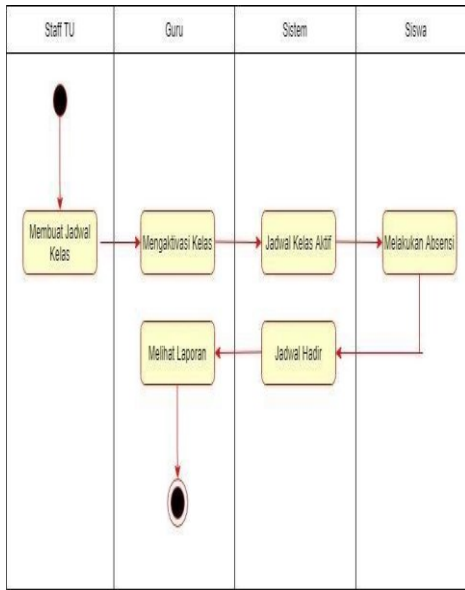 Staff TU
Guru
Sistem
Siswa
Membuat Jadwal
Kelas
Mengaktivasi Kelas
Jadwal Kelas Aktif
Melakukan Absensi
Melihat Laporan
Jadwal Hadir